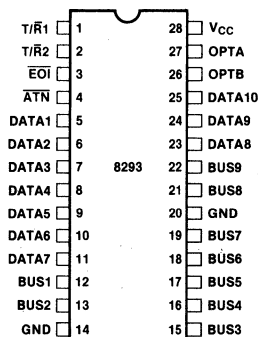 T/R̅1 1 28 VCC
T/R̅2 2 27 OPTA
E̅O̅I̅ 3 26 OPTB
A̅T̅N̅ 4 25 DATA10
DATA1 5 24 DATA9
DATA2 6 23 DATA8
DATA3 7 8293 22 BUS9
DATA4 8 21 BUS8
DATA5 9 20 GND
DATA6 10 19 BUS7
DATA7 11 18 BUS6
BUS1 12 17 BUS5
BUS2 13 16 BUS4
GND 14 15 BUS3